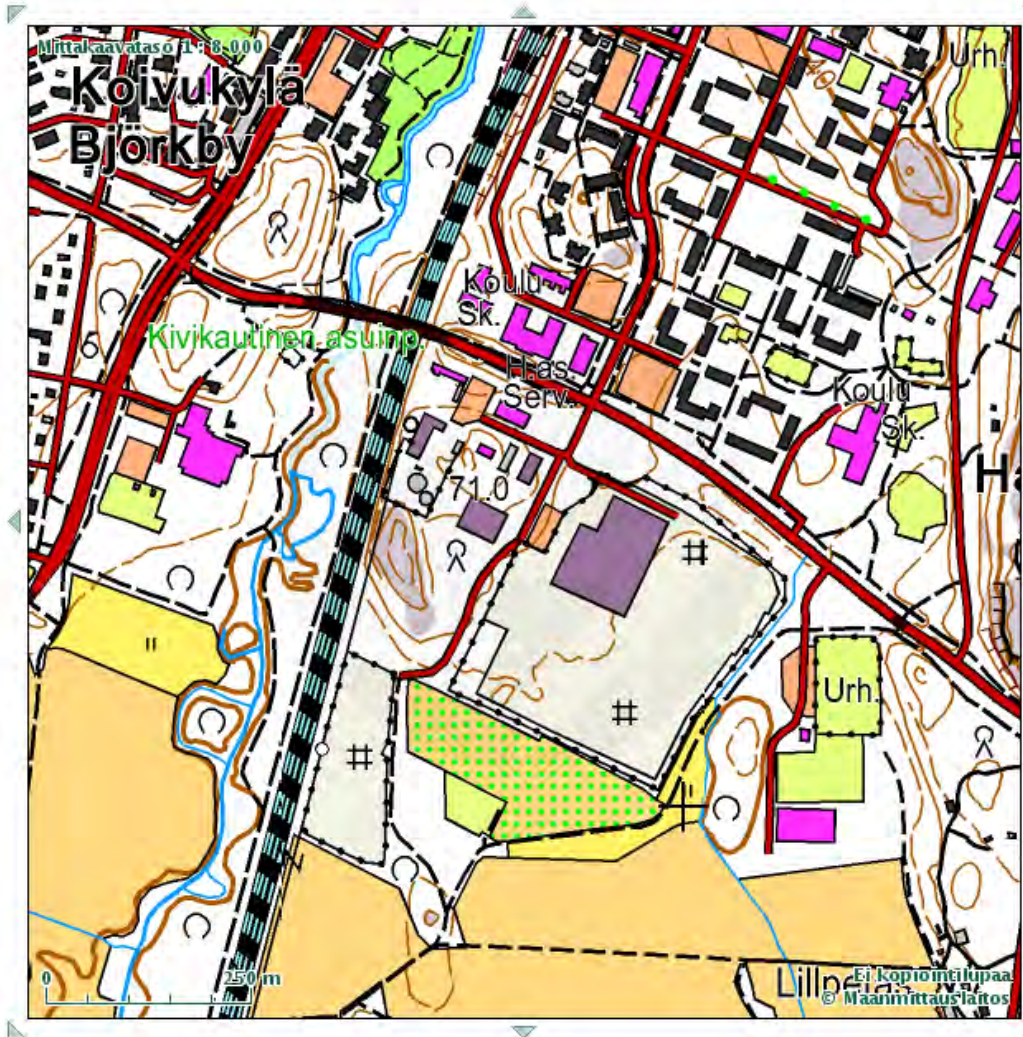 Mittakaavataso 1 : 8 000
Koivukylä
Björkby
Urh.
40
Koulu
Sk.
Kivikautinen asuinp.
H.as.
Serv.
Koulu
Sk.
71.0
H
Urh.
0 250 m
Ei kopiointilupaa
© Maanmittauslaitos